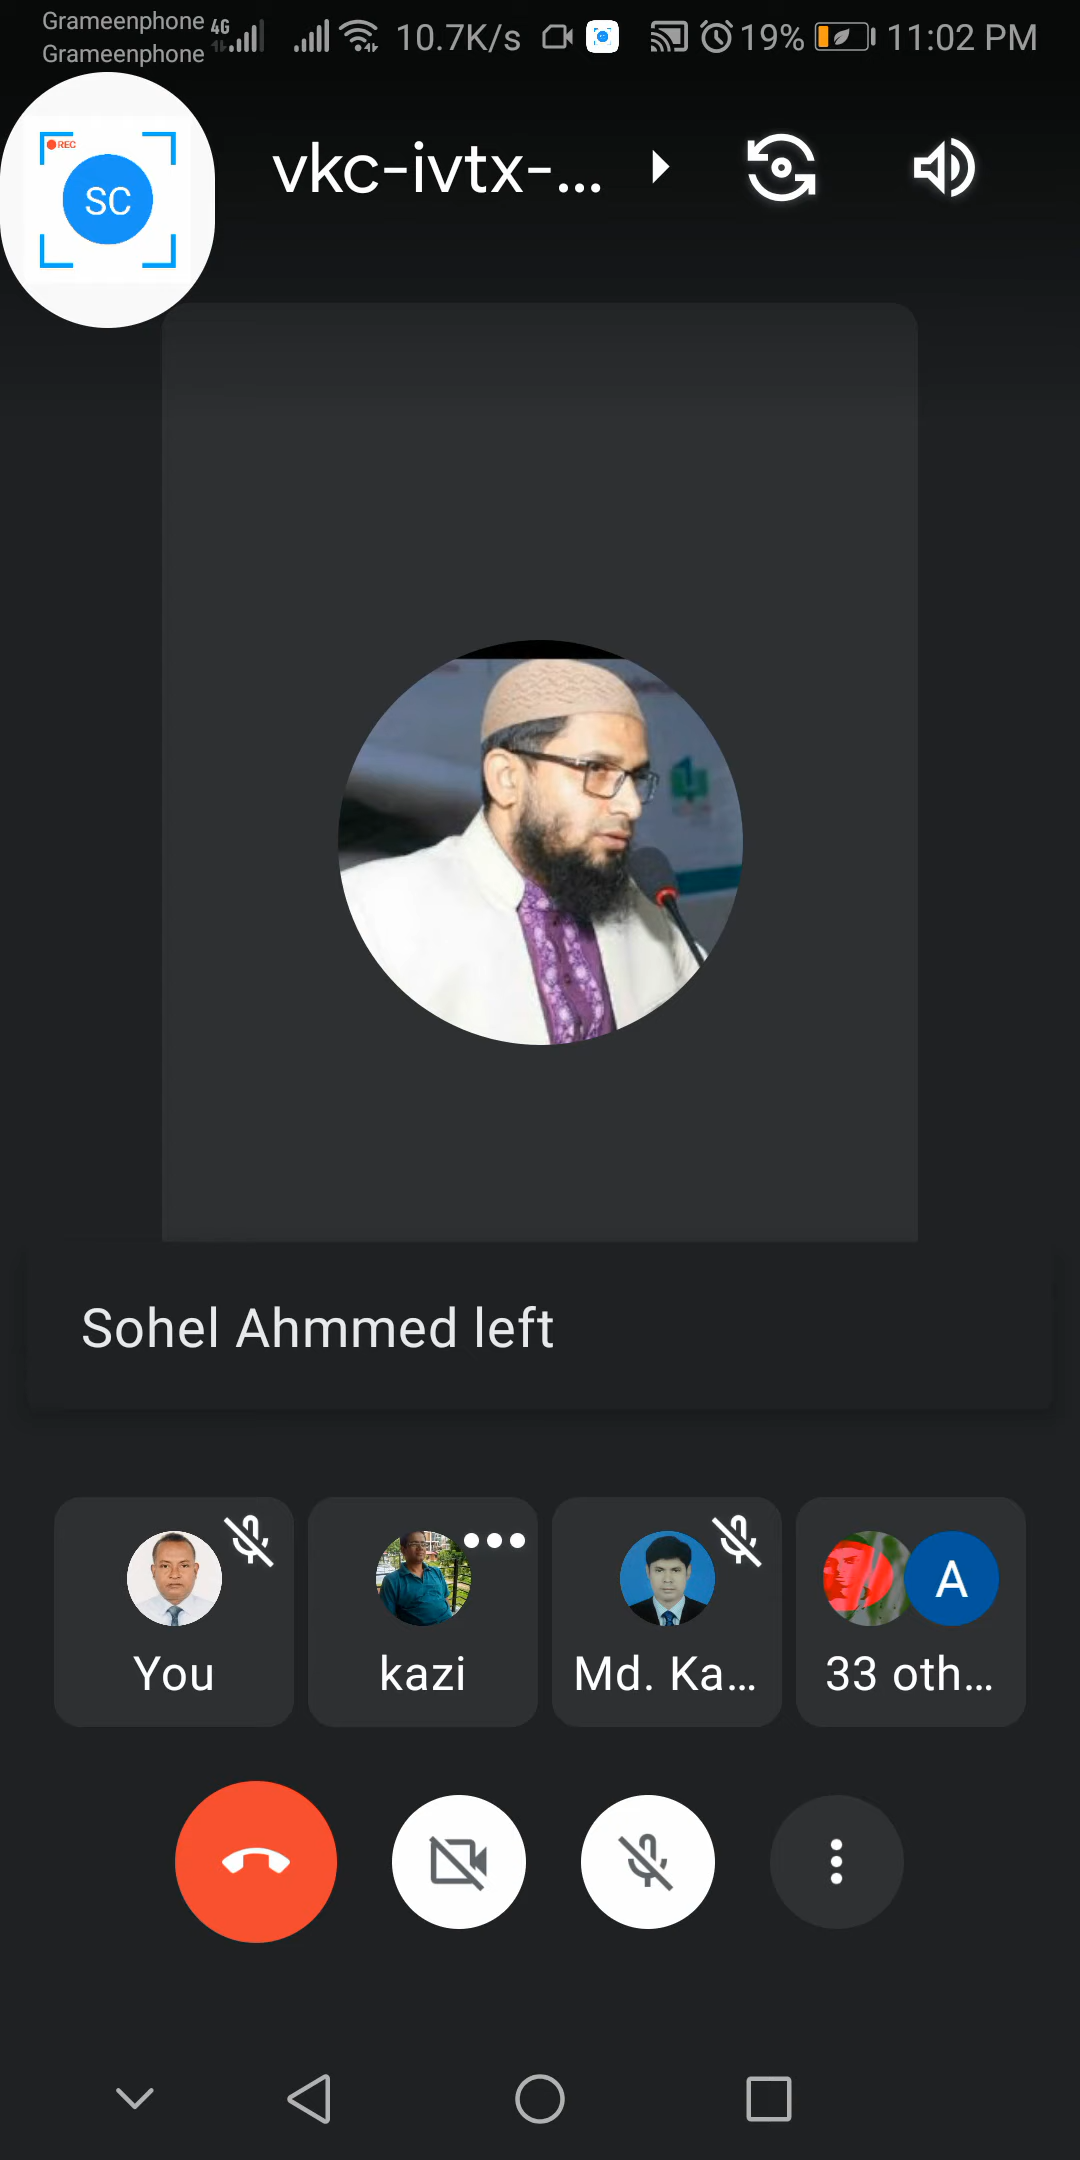 Grameenphone 4G 10.7K/s 19% 11:02 PM
Grameenphone
REC
SC
vkc-ivtx-...
Sohel Ahmmed left
You
kazi
Md. Ka...
33 oth...
A